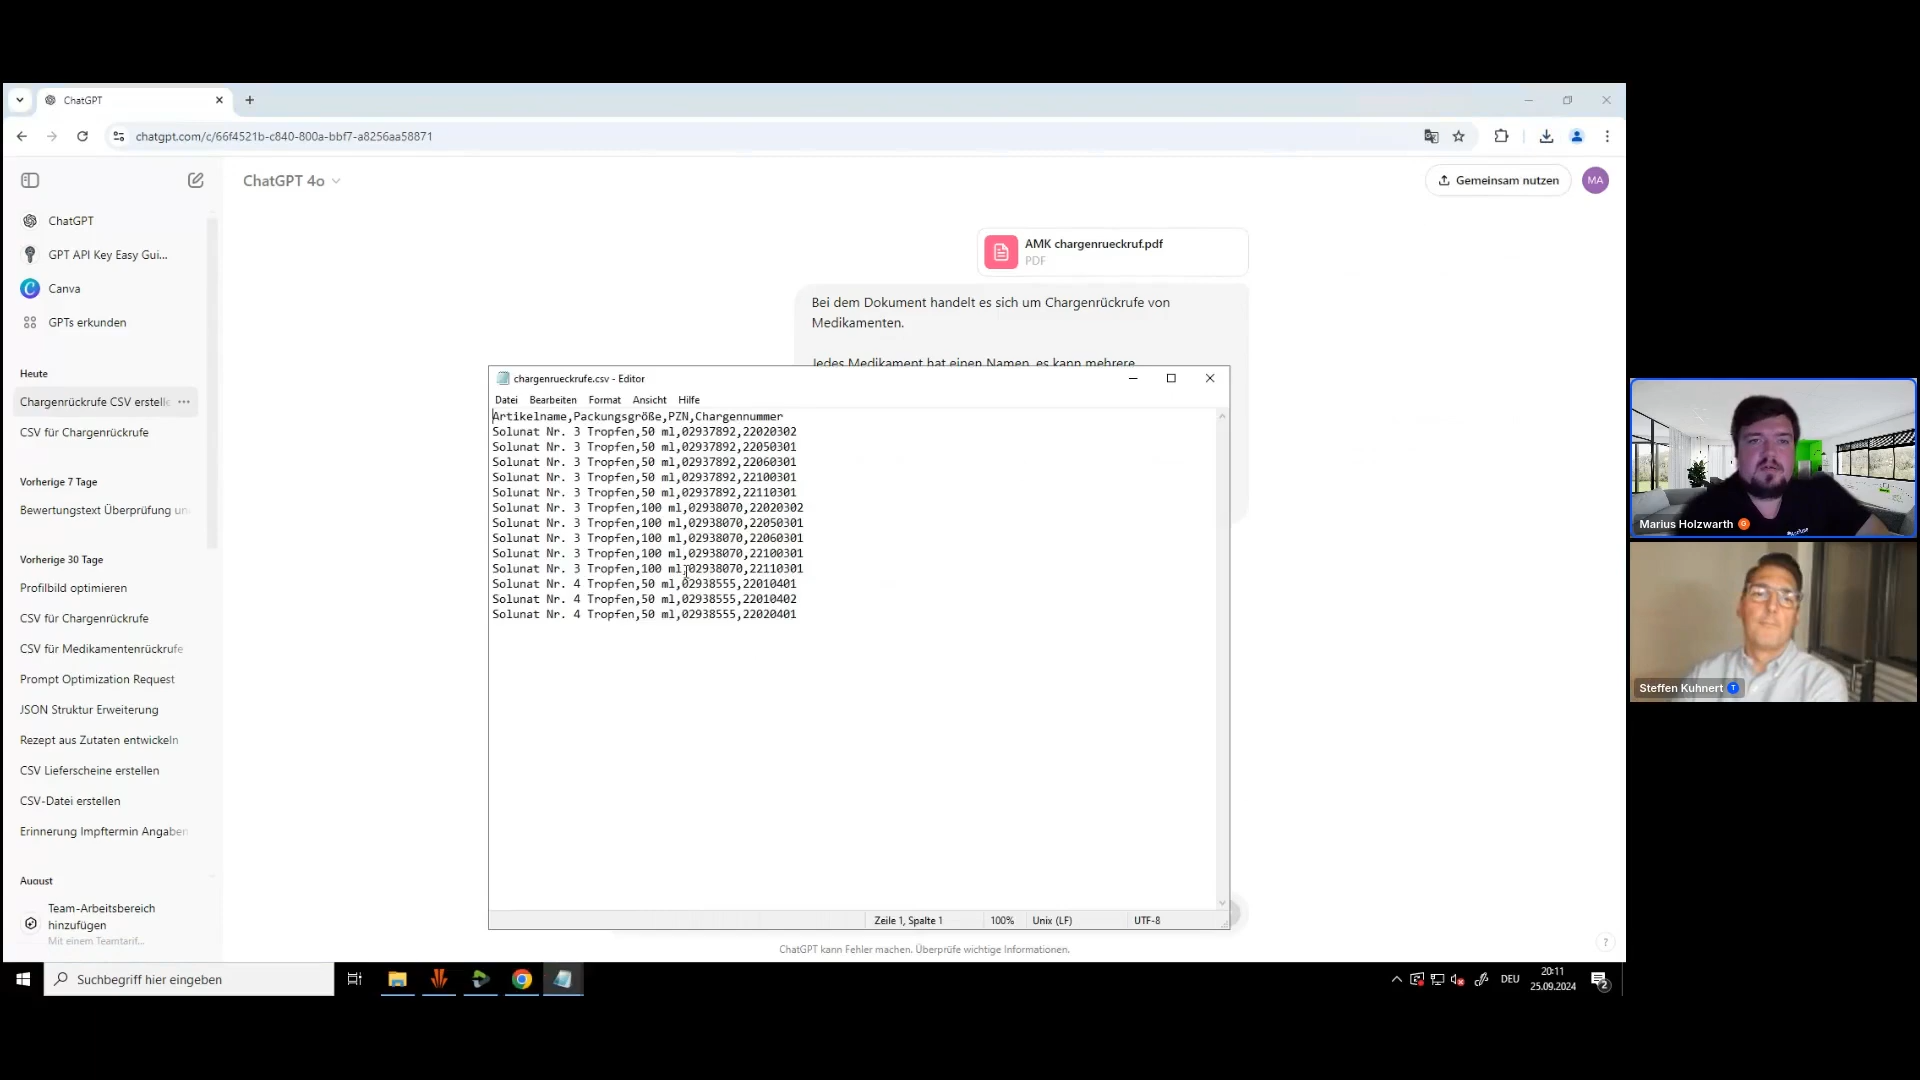 ChatGPT
chatgpt.com/c/66f4521b-c840-800a-bbf7-a8256aa58871
ChatGPT
GPT API Key Easy Gui...
Canva
GPTs erkunden
Heute
Chargenrückrufe CSV erstelle
CSV für Chargenrückrufe
Vorherige 7 Tage
Bewertungstext Überprüfung un
Vorherige 30 Tage
Profilbild optimieren
CSV für Chargenrückrufe
CSV für Medikamentenrückrufe
Prompt Optimization Request
JSON Struktur Erweiterung
Rezept aus Zutaten entwickeln
CSV Lieferscheine erstellen
CSV-Datei erstellen
Erinnerung Impftermin Angaben
August
Team-Arbeitsbereich
hinzufügen
Mit einem Teamtarif...
ChatGPT 4o
Gemeinsam nutzen
MA
AMK chargenrueckruf.pdf
PDF
Bei dem Dokument handelt es sich um Chargenrückrufe von
Medikamenten.
Jedes Medikament hat einen Namen, es kann mehrere
chargenrueckrufe.csv - Editor
Datei Bearbeiten Format Ansicht Hilfe
Artikelname,Packungsgröße,PZN,Chargennummer
Solunat Nr. 3 Tropfen,50 ml,02937892,22020302
Solunat Nr. 3 Tropfen,50 ml,02937892,22050301
Solunat Nr. 3 Tropfen,50 ml,02937892,22060301
Solunat Nr. 3 Tropfen,50 ml,02937892,22100301
Solunat Nr. 3 Tropfen,50 ml,02937892,22110301
Solunat Nr. 3 Tropfen,100 ml,02938070,22020302
Solunat Nr. 3 Tropfen,100 ml,02938070,22050301
Solunat Nr. 3 Tropfen,100 ml,02938070,22060301
Solunat Nr. 3 Tropfen,100 ml,02938070,22100301
Solunat Nr. 3 Tropfen,100 ml,02938070,22110301
Solunat Nr. 4 Tropfen,50 ml,02938555,22010401
Solunat Nr. 4 Tropfen,50 ml,02938555,22010402
Solunat Nr. 4 Tropfen,50 ml,02938555,22020401
Zeile 1, Spalte 1 100% Unix (LF) UTF-8
ChatGPT kann Fehler machen. Überprüfe wichtige Informationen.
?
Suchbegriff hier eingeben
DEU
20:11
25.09.2024
2
Marius Holzwarth
Steffen Kuhnert